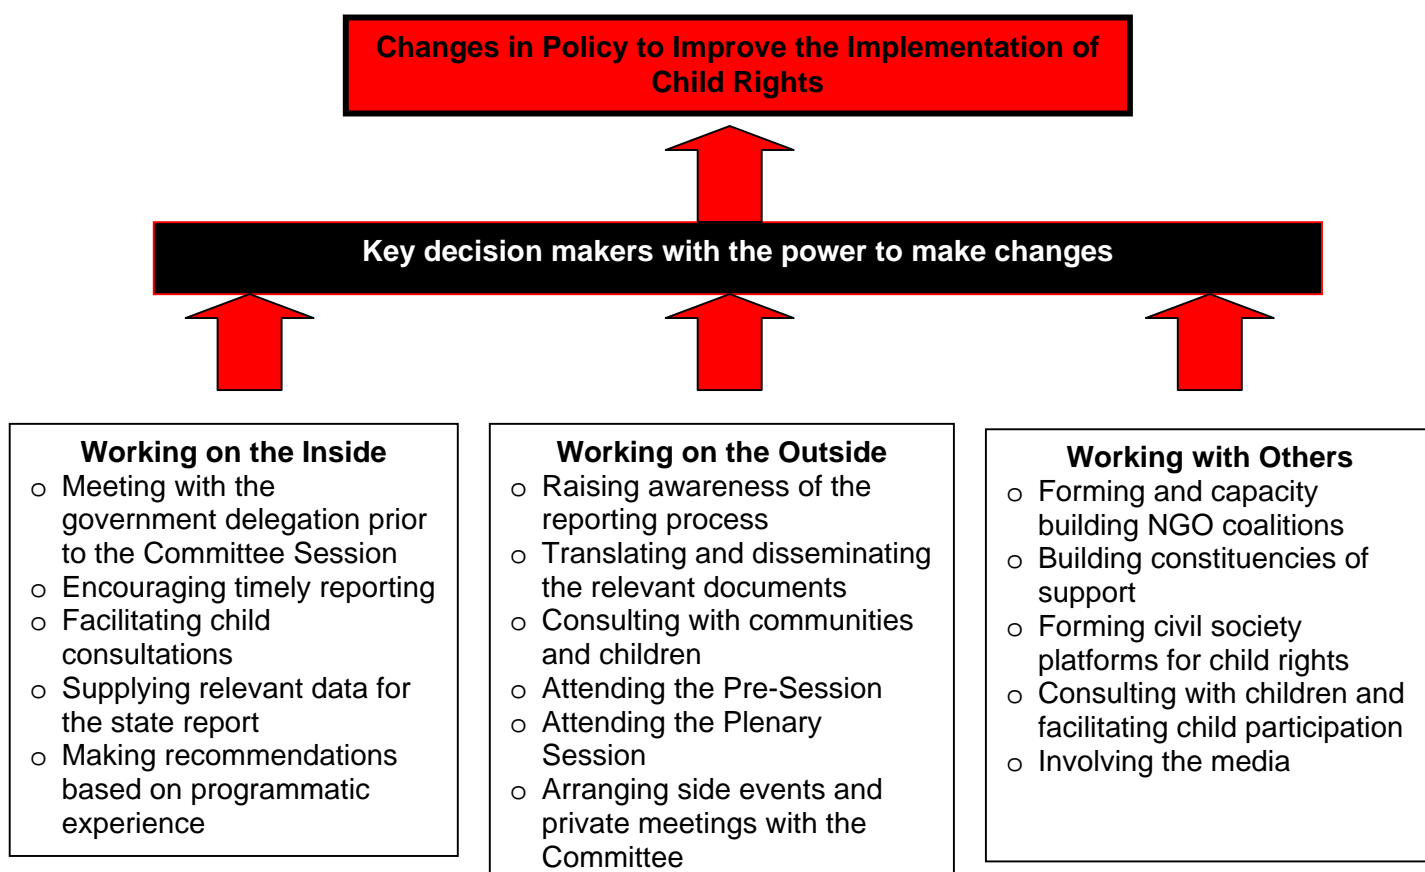 Changes in Policy to Improve the Implementation of
Child Rights
Key decision makers with the power to make changes
Working on the Inside
o Meeting with the
government delegation prior
to the Committee Session
o Encouraging timely reporting
o Facilitating child
consultations
o Supplying relevant data for
the state report
o Making recommendations
based on programmatic
experience
Working on the Outside
o Raising awareness of the
reporting process
o Translating and disseminating
the relevant documents
o Consulting with communities
and children
o Attending the Pre-Session
o Attending the Plenary
Session
o Arranging side events and
private meetings with the
Committee
Working with Others
o Forming and capacity
building NGO coalitions
o Building constituencies of
support
o Forming civil society
platforms for child rights
o Consulting with children and
facilitating child participation
o Involving the media